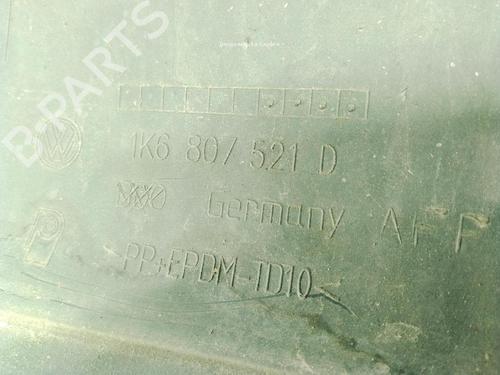 B-PARTS
1K6 807 521 D
Germany AFP
>PP+EPDM-TD10<